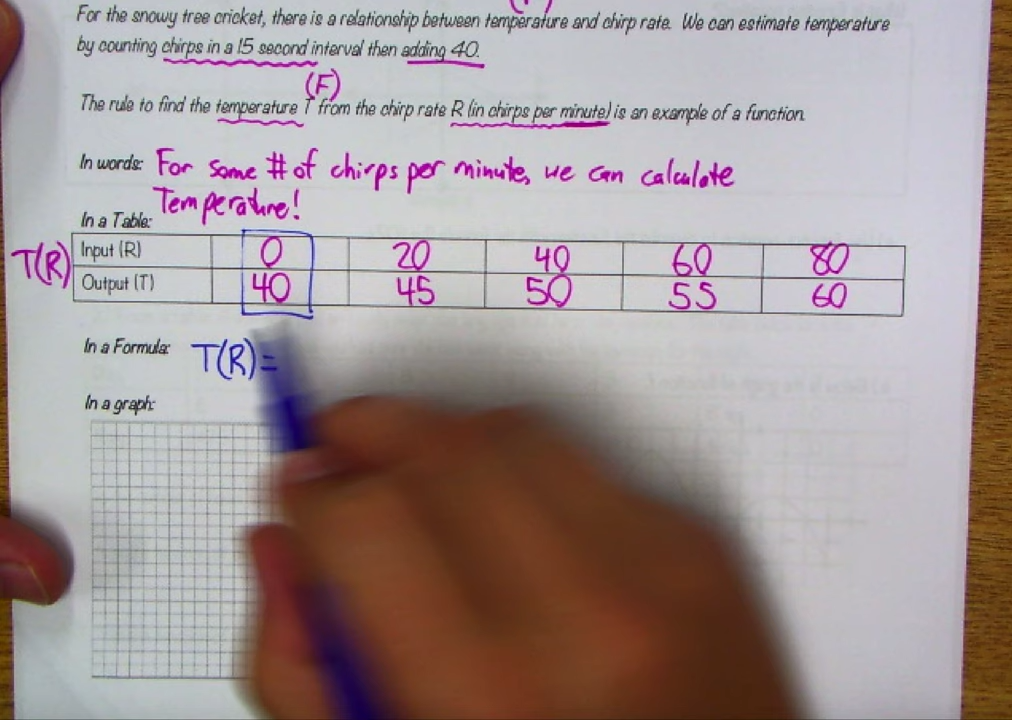 For the snowy tree cricket, there is a relationship between temperature and chirp rate. We can estimate temperature
by counting chirps in a 15 second interval then adding 40.
(F)
The rule to find the temperature T from the chirp rate R (in chirps per minute) is an example of a function.
In words: For some # of chirps per minute, we can calculate
Temperature!
In a Table:
T(R) Input (R) 0 20 40 60 80
Output (T) 40 45 50 55 60
In a Formula: T(R)=
In a graph: